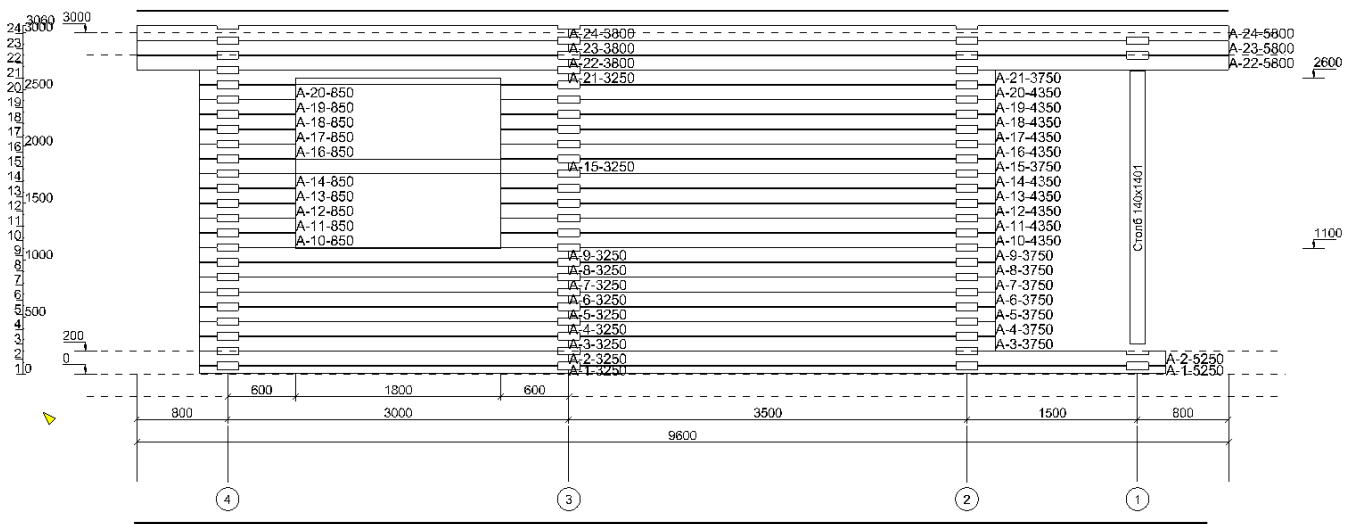 3060 3000
24 3000
A-24-3800 A-24-5800
23 A-23-3800 A-23-5800
22 A-22-3800 A-22-5800
2600
21 A-21-3250 A-21-3750
20 2500 A-20-850 A-20-4350
19 A-19-850 A-19-4350
18 A-18-850 A-18-4350
17 A-17-850 A-17-4350
16 2000 A-16-850 A-16-4350
15 A-15-3250 A-15-3750
14 A-14-850 A-14-4350
13 A-13-850 A-13-4350
12 1500 A-12-850 A-12-4350
11 A-11-850 A-11-4350
10 A-10-850 A-10-4350
Столб 140x1401
1100
9 1000 A-9-3250 A-9-3750
8 A-8-3250 A-8-3750
7 A-7-3250 A-7-3750
6 A-6-3250 A-6-3750
5 500 A-5-3250 A-5-3750
4 A-4-3250 A-4-3750
3 200 A-3-3250 A-3-3750
2 0 A-2-3250 A-2-5250
1 0 A-1-3250 A-1-5250
600 1800 600
800 3000 3500 1500 800
9600
4 3 2 1